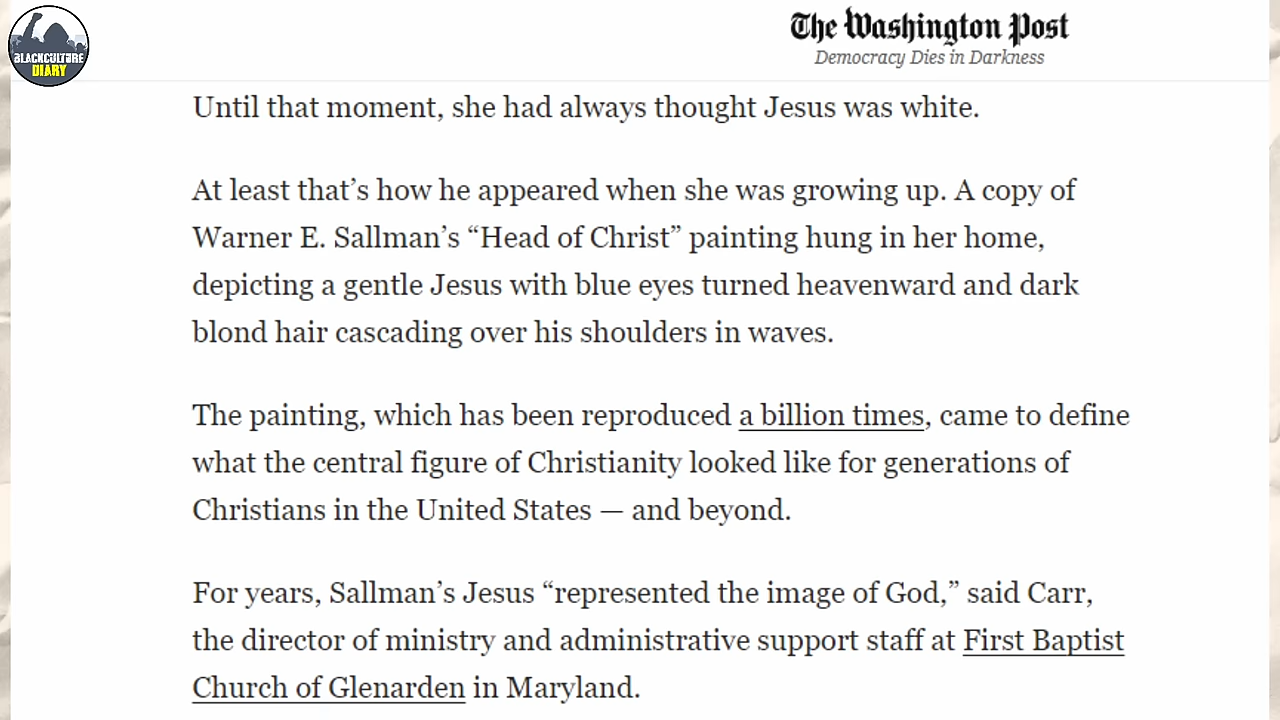 BLACKCULTURE
DIARY
The Washington Post
Democracy Dies in Darkness
Until that moment, she had always thought Jesus was white.
At least that’s how he appeared when she was growing up. A copy of
Warner E. Sallman’s “Head of Christ” painting hung in her home,
depicting a gentle Jesus with blue eyes turned heavenward and dark
blond hair cascading over his shoulders in waves.
The painting, which has been reproduced a billion times, came to define
what the central figure of Christianity looked like for generations of
Christians in the United States — and beyond.
For years, Sallman’s Jesus “represented the image of God,” said Carr,
the director of ministry and administrative support staff at First Baptist
Church of Glenarden in Maryland.